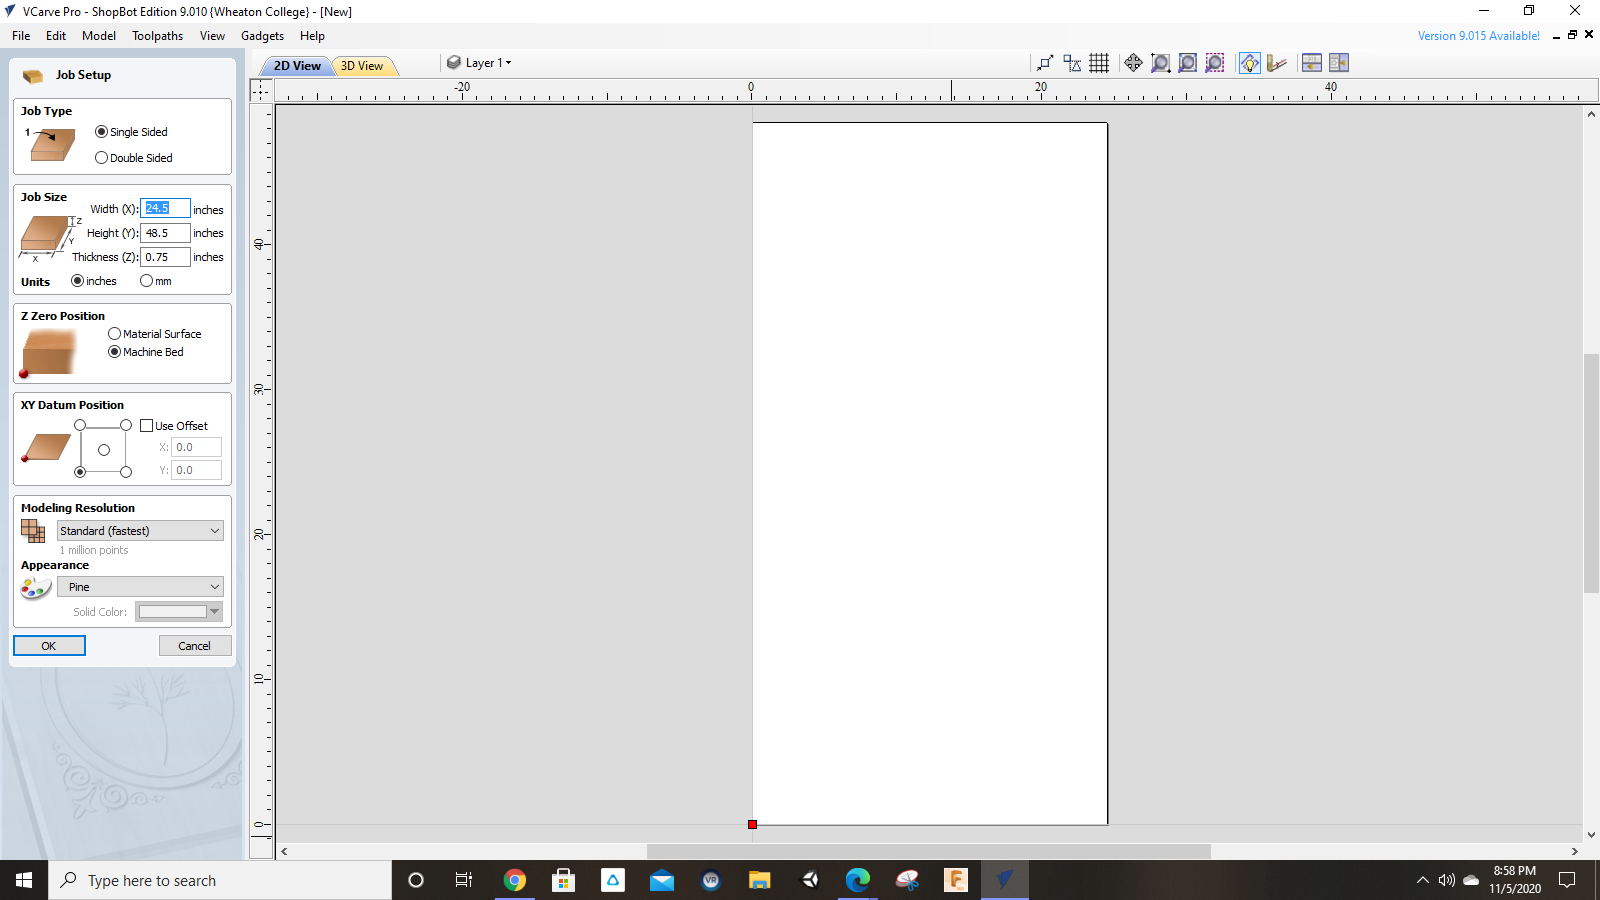 VCarve Pro - ShopBot Edition 9.010 {Wheaton College} - [New]
File Edit Model Toolpaths View Gadgets Help
Version 9.015 Available!
Job Setup
Job Type
1
Single Sided
Double Sided
Job Size
Width (X): 24.5 inches
Height (Y): 48.5 inches
Thickness (Z): 0.75 inches
Z
Y
X
Units inches mm
Z Zero Position
Material Surface
Machine Bed
XY Datum Position
Use Offset
X: 0.0
Y: 0.0
Modeling Resolution
Standard (fastest)
1 million points
Appearance
Pine
Solid Color:
OK Cancel
2D View 3D View Layer 1
-20 0 20 40
40
30
20
10
0
Type here to search
VR
F
8:58 PM
11/5/2020